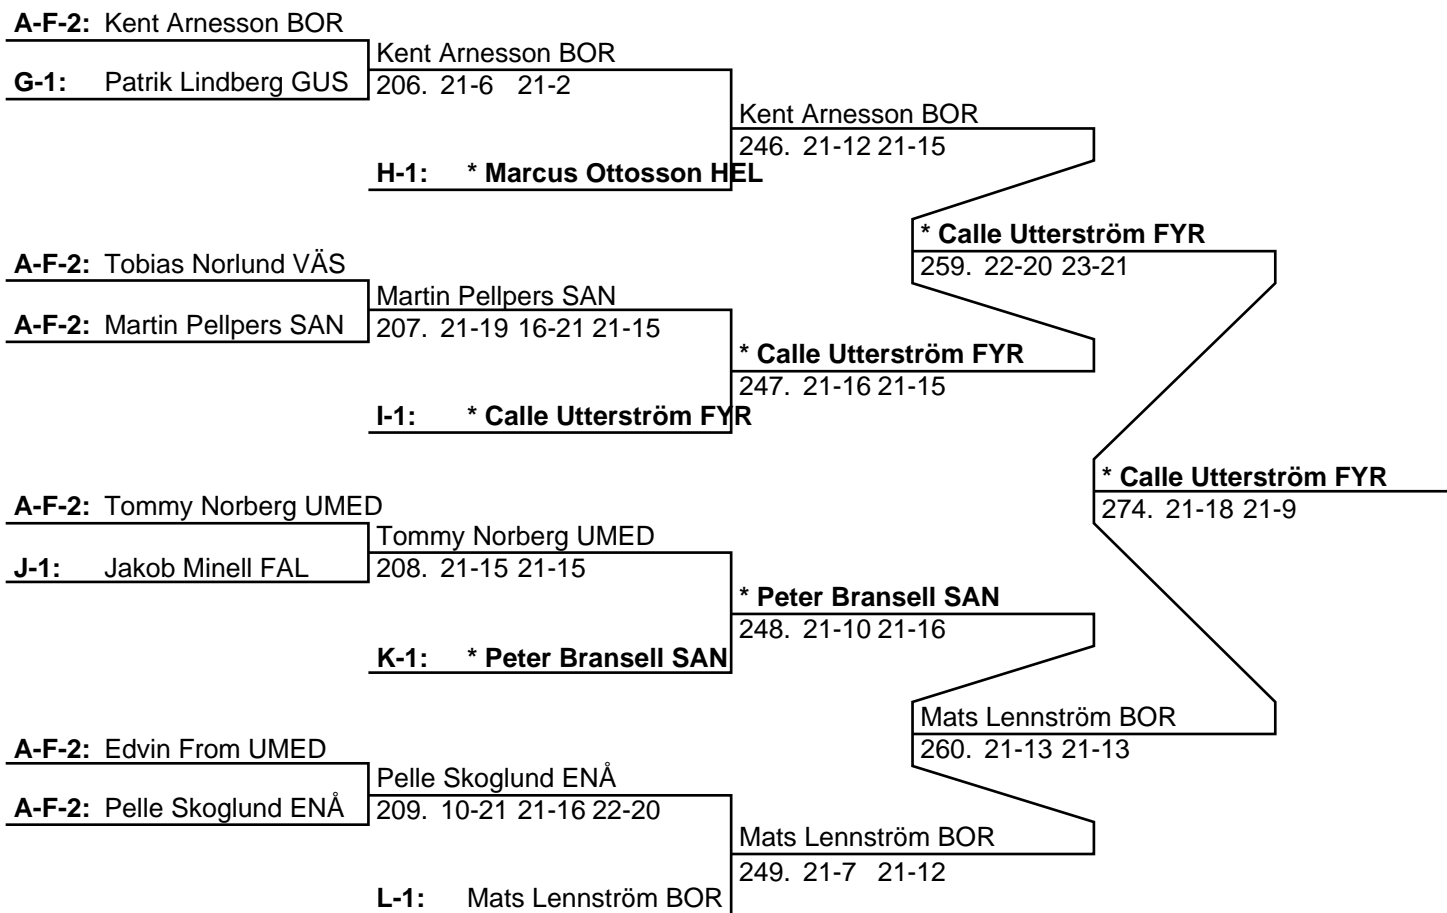 A-F-2: Kent Arnesson BOR
Kent Arnesson BOR
G-1: Patrik Lindberg GUS
206. 21-6 21-2
Kent Arnesson BOR
246. 21-12 21-15
H-1: * Marcus Ottosson HEL
* Calle Utterström FYR
259. 22-20 23-21
A-F-2: Tobias Norlund VÄS
Martin Pellpers SAN
A-F-2: Martin Pellpers SAN
207. 21-19 16-21 21-15
* Calle Utterström FYR
247. 21-16 21-15
I-1: * Calle Utterström FYR
* Calle Utterström FYR
274. 21-18 21-9
A-F-2: Tommy Norberg UMED
Tommy Norberg UMED
J-1: Jakob Minell FAL
208. 21-15 21-15
* Peter Bransell SAN
248. 21-10 21-16
K-1: * Peter Bransell SAN
Mats Lennström BOR
260. 21-13 21-13
A-F-2: Edvin From UMED
Pelle Skoglund ENÅ
A-F-2: Pelle Skoglund ENÅ
209. 10-21 21-16 22-20
Mats Lennström BOR
249. 21-7 21-12
L-1: Mats Lennström BOR